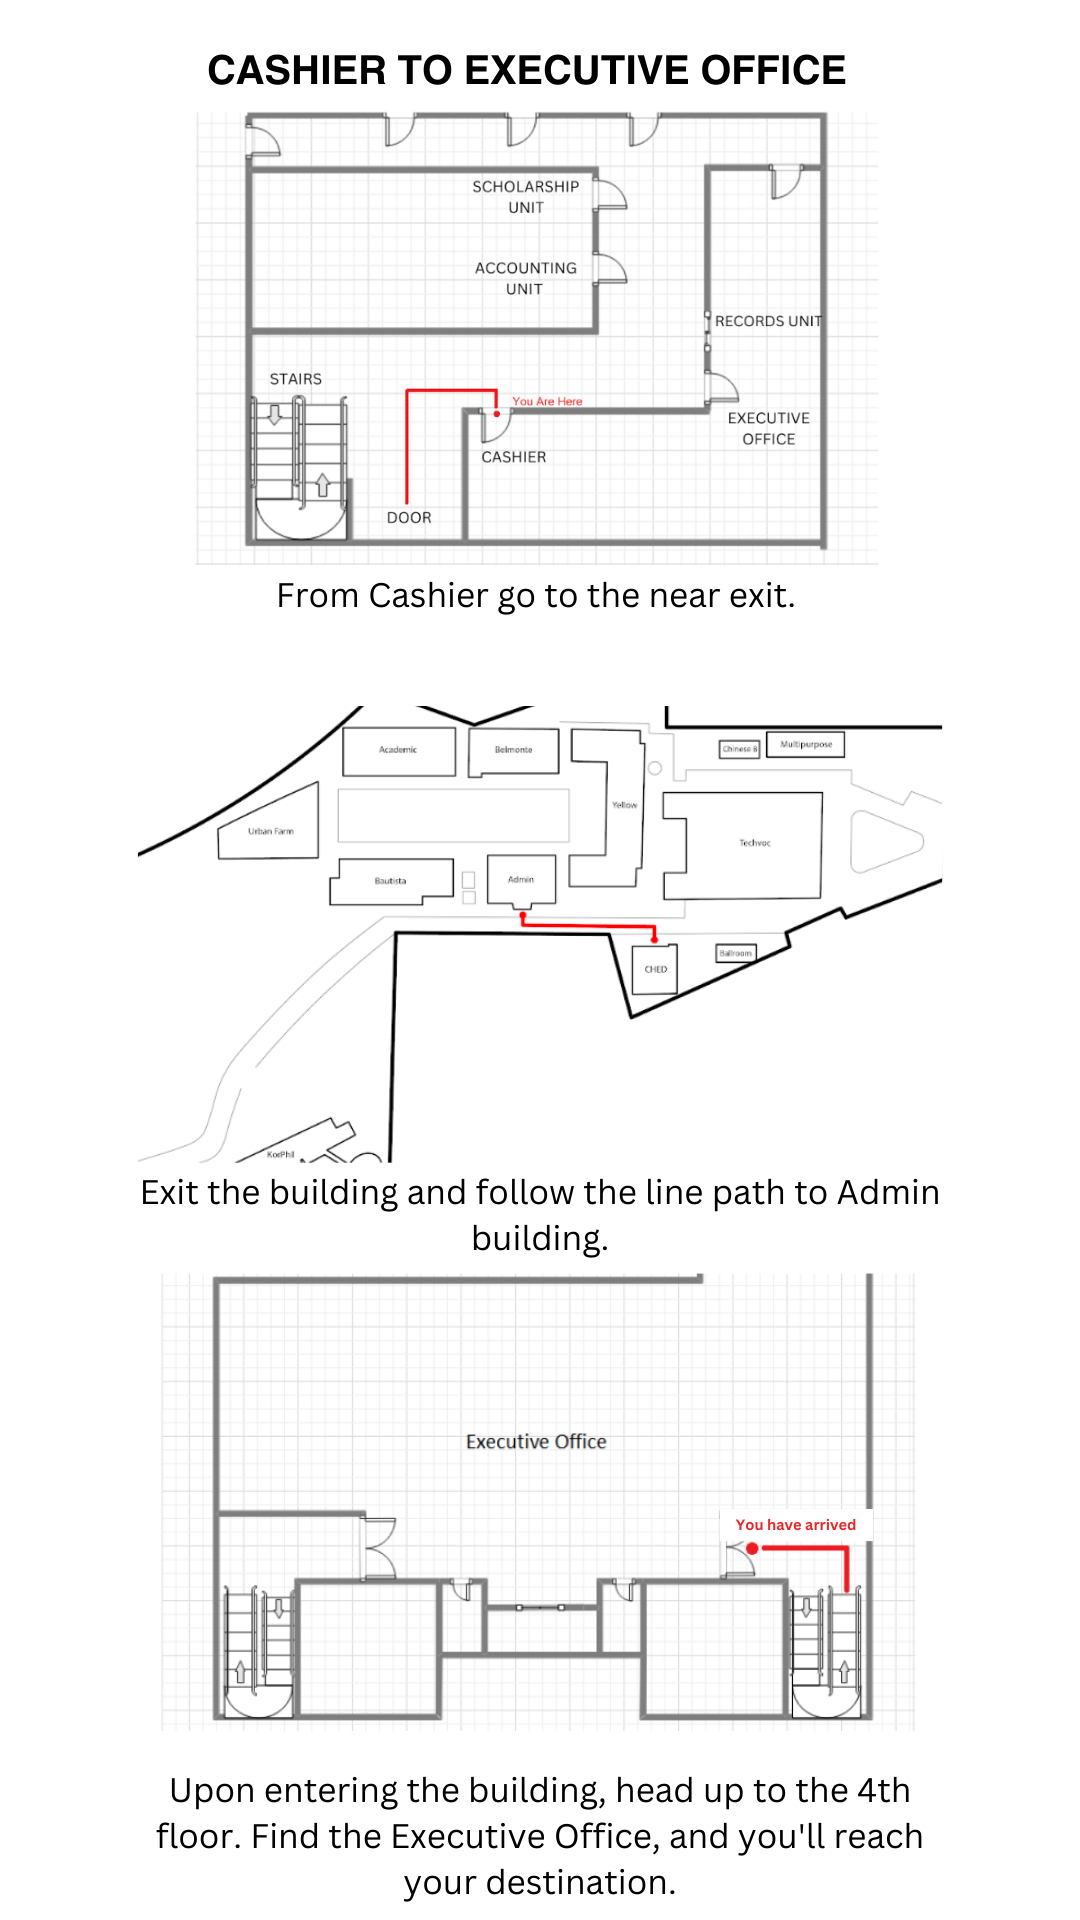 CASHIER TO EXECUTIVE OFFICE
SCHOLARSHIP
UNIT
ACCOUNTING
UNIT
RECORDS UNIT
STAIRS
You Are Here
EXECUTIVE
OFFICE
CASHIER
DOOR
From Cashier go to the near exit.
Academic
Belmonte
Chinese B
Multipurpose
Yellow
Urban Farm
Techvoc
Bautista
Admin
CHED
Ballroom
KorPhil
Exit the building and follow the line path to Admin
building.
Executive Office
You have arrived
Upon entering the building, head up to the 4th
floor. Find the Executive Office, and you'll reach
your destination.